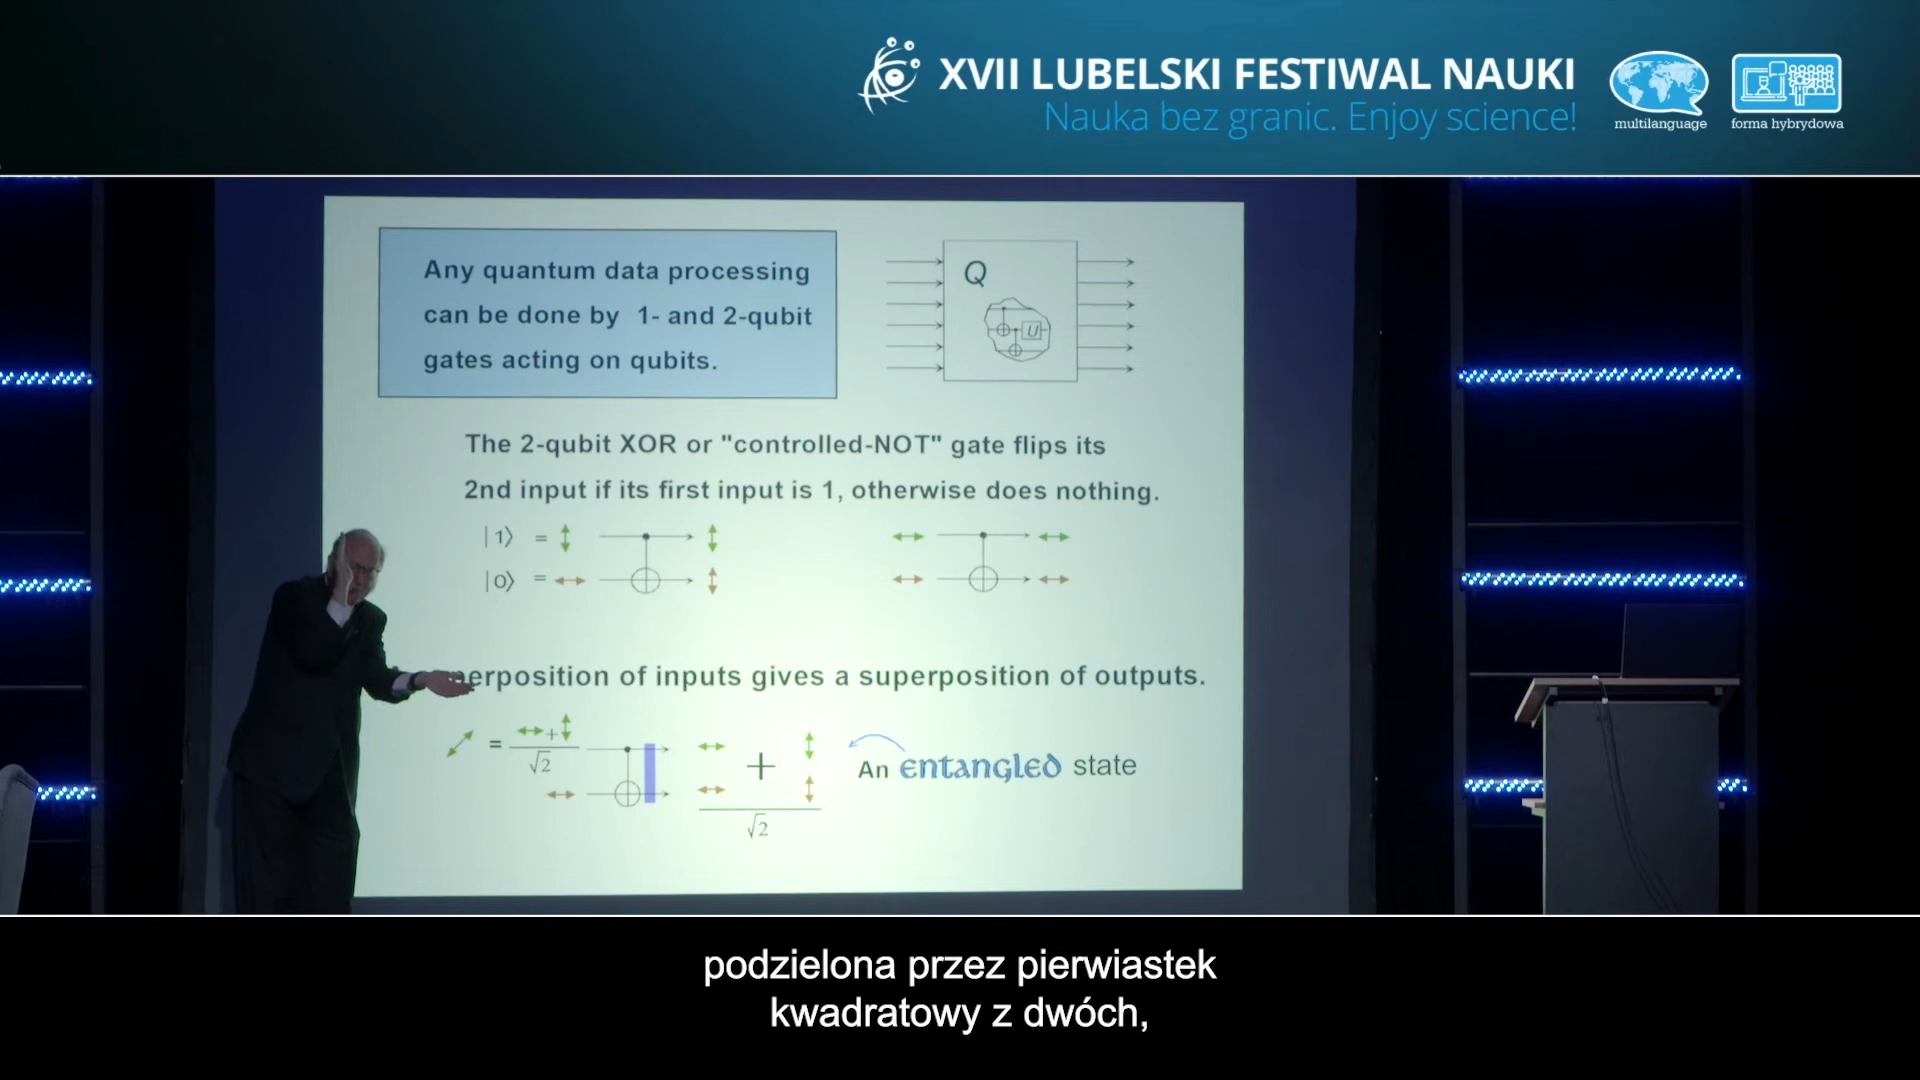 XVII LUBELSKI FESTIWAL NAUKI
Nauka bez granic. Enjoy science!
multilanguage
forma hybrydowa
Any quantum data processing
can be done by 1- and 2-qubit
gates acting on qubits.
Q
U
The 2-qubit XOR or "controlled-NOT" gate flips its
2nd input if its first input is 1, otherwise does nothing.
|1⟩ =
|0⟩ =
erposition of inputs gives a superposition of outputs.
= + / √2
+ / √2
An entangled state
podzielona przez pierwiastek
kwadratowy z dwóch,